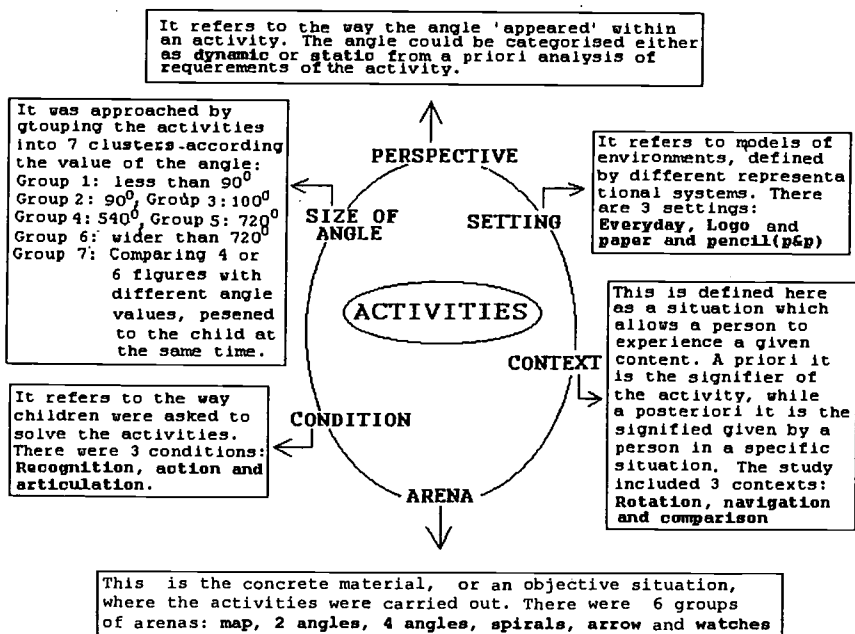 It refers to the way the angle 'appeared' within
an activity. The angle could be categorised either
as dynamic or static from a priori analysis of
requerements of the activity.
It was approached by
gtouping the activities
into 7 clusters according
the value of the angle:
Group 1: less than 90⁰
Group 2: 90⁰, Group 3: 100⁰
Group 4: 540⁰, Group 5: 720⁰
Group 6: wider than 720⁰
Group 7: Comparing 4 or
6 figures with
different angle
values, pesened
to the child at
the same time.
PERSPECTIVE
SIZE OF
ANGLE
SETTING
It refers to models of
environments, defined
by different representa
tional systems. There
are 3 settings:
Everyday, Logo and
paper and pencil(p&p)
ACTIVITIES
CONTEXT
This is defined here
as a situation which
allows a person to
experience a given
content. A priori it
is the signifier of
the activity, while
a posteriori it is the
signified given by a
person in a specific
situation. The study
included 3 contexts:
Rotation, navigation
and comparison
It refers to the way
children were asked to
solve the activities.
There were 3 conditions:
Recognition, action and
articulation.
CONDITION
ARENA
This is the concrete material, or an objective situation,
where the activities were carried out. There were 6 groups
of arenas: map, 2 angles, 4 angles, spirals, arrow and watches